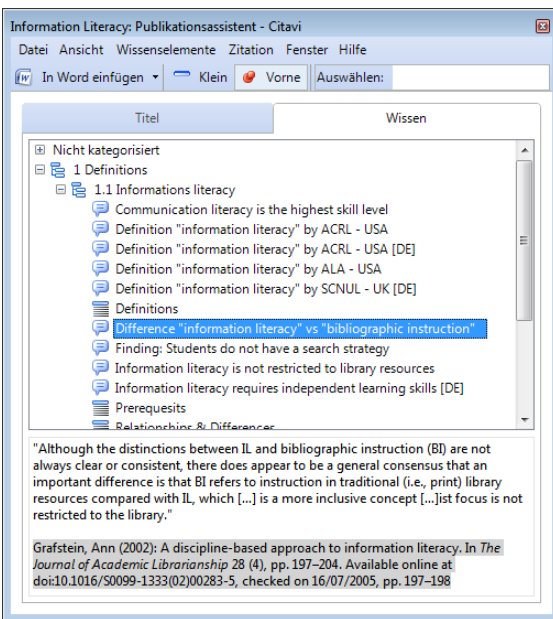 Information Literacy: Publikationsassistent - Citavi
Datei Ansicht Wissenselemente Zitation Fenster Hilfe
In Word einfügen Klein Vorne Auswählen:
Titel Wissen
Nicht kategorisiert
1 Definitions
1.1 Informations literacy
Communication literacy is the highest skill level
Definition "information literacy" by ACRL - USA
Definition "information literacy" by ACRL - USA [DE]
Definition "information literacy" by ALA - USA
Definition "information literacy" by SCNUL - UK [DE]
Definitions
Difference "information literacy" vs "bibliographic instruction"
Finding: Students do not have a search strategy
Information literacy is not restricted to library resources
Information literacy requires independent learning skills [DE]
Prerequesits
Relationships & Differences
"Although the distinctions between IL and bibliographic instruction (BI) are not
always clear or consistent, there does appear to be a general consensus that an
important difference is that BI refers to instruction in traditional (i.e., print) library
resources compared with IL, which [...] is a more inclusive concept [...]ist focus is not
restricted to the library."
Grafstein, Ann (2002): A discipline-based approach to information literacy. In The
Journal of Academic Librarianship 28 (4), pp. 197–204. Available online at
doi:10.1016/S0099-1333(02)00283-5, checked on 16/07/2005, pp. 197–198